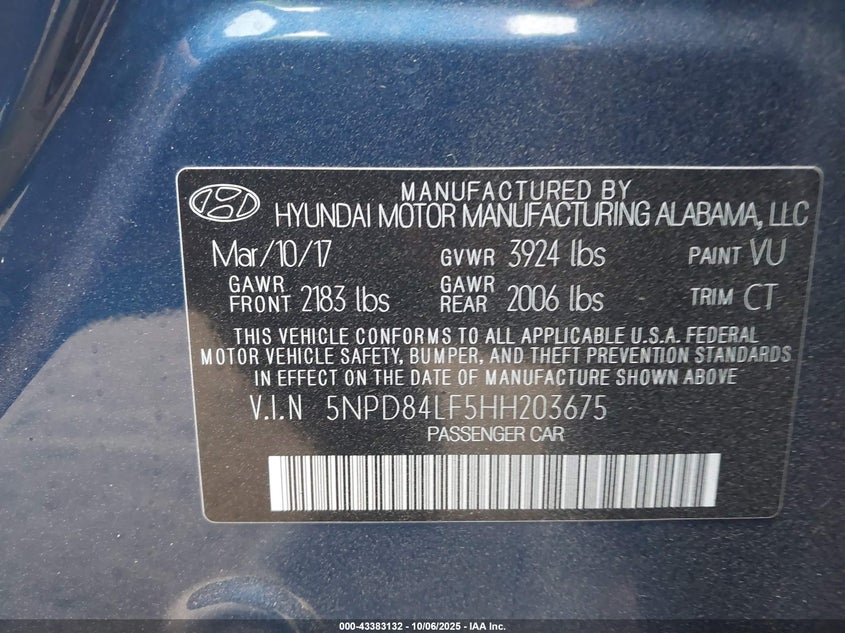 MANUFACTURED BY
HYUNDAI MOTOR MANUFACTURING ALABAMA, LLC
Mar/10/17 GVWR 3924 lbs PAINT VU
GAWR FRONT 2183 lbs GAWR REAR 2006 lbs TRIM CT
THIS VEHICLE CONFORMS TO ALL APPLICABLE U.S.A. FEDERAL
MOTOR VEHICLE SAFETY, BUMPER, AND THEFT PREVENTION STANDARDS
IN EFFECT ON THE DATE OF MANUFACTURE SHOWN ABOVE
V.I.N 5NPD84LF5HH203675
PASSENGER CAR
000-43383132 - 10/06/2025 - IAA Inc.